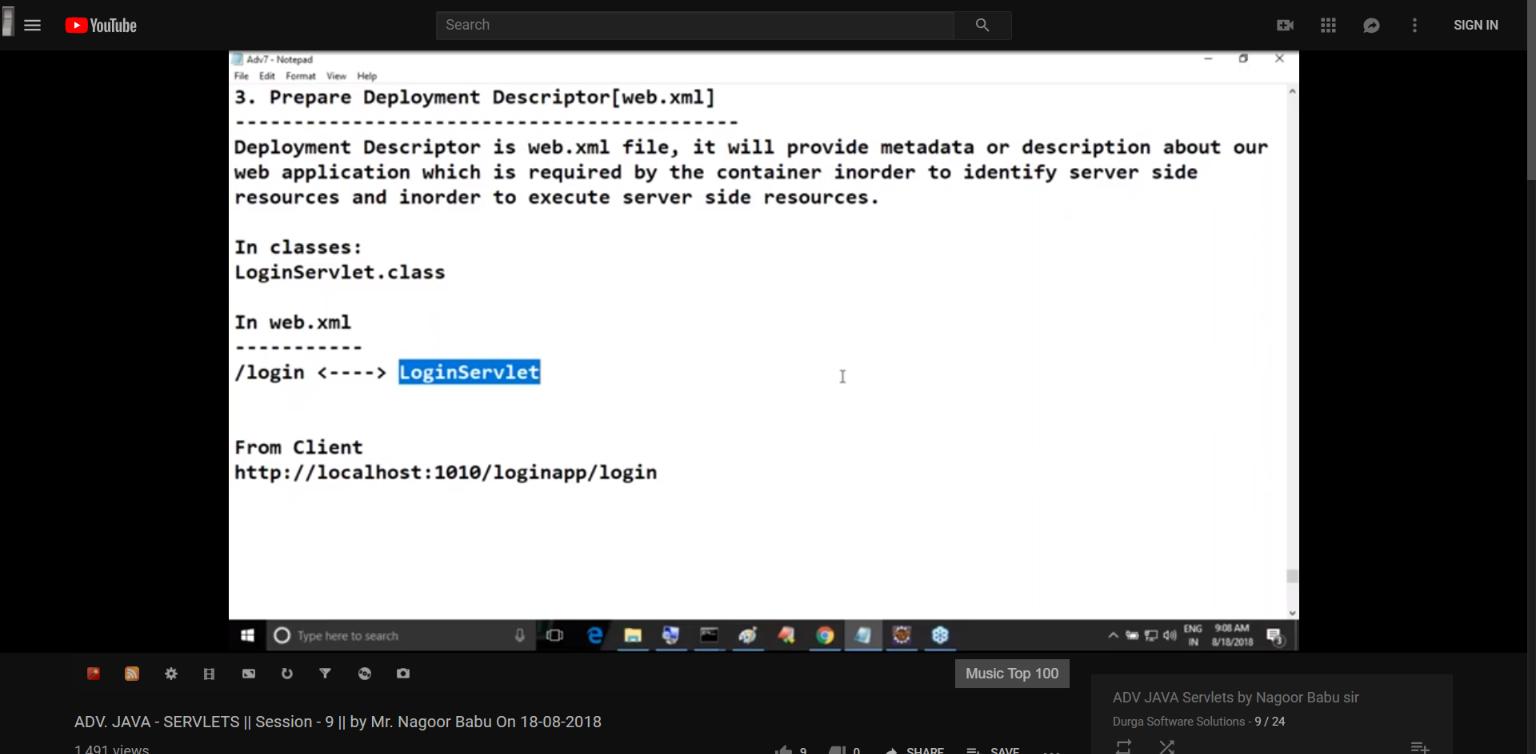 YouTube
Search
SIGN IN
Adv7 - Notepad
File Edit Format View Help
3. Prepare Deployment Descriptor[web.xml]
-------------------------------------------
Deployment Descriptor is web.xml file, it will provide metadata or description about our
web application which is required by the container inorder to identify server side
resources and inorder to execute server side resources.
In classes:
LoginServlet.class
In web.xml
-----------
/login <----> LoginServlet
From Client
http://localhost:1010/loginapp/login
Type here to search
ENG
IN
9:08 AM
8/18/2018
3
Music Top 100
ADV. JAVA - SERVLETS || Session - 9 || by Mr. Nagoor Babu On 18-08-2018
1,491 views
9
0
SHARE
SAVE
ADV JAVA Servlets by Nagoor Babu sir
Durga Software Solutions - 9 / 24